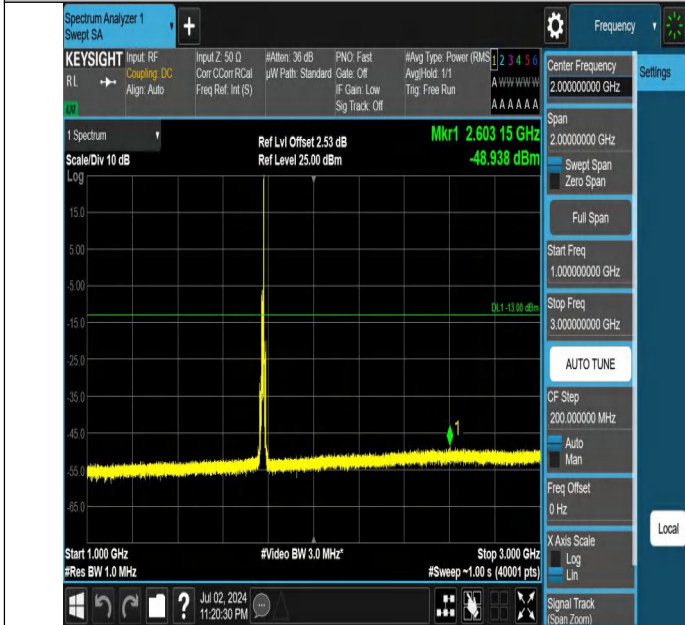 Spectrum Analyzer 1
Swept SA
+
Frequency
KEYSIGHT
RL
Input: RF
Coupling: DC
Align: Auto
Input Z: 50 Ω
Corr CCorr RCal
Freq Ref: Int (S)
#Atten: 36 dB
µW Path: Standard
PNO: Fast
Gate: Off
IF Gain: Low
Sig Track: Off
#Avg Type: Power (RMS
Avg|Hold: 1/1
Trig: Free Run
1 2 3 4 5 6
A W W W W W
A A A A A A
1 Spectrum
Scale/Div 10 dB
Log
Ref Lvl Offset 2.53 dB
Ref Level 25.00 dBm
Mkr1 2.603 15 GHz
-48.938 dBm
15.0
5.00
-5.00
DL1 -13.00 dBm
-15.0
-25.0
-35.0
-45.0
1
-55.0
-65.0
Start 1.000 GHz
#Res BW 1.0 MHz
#Video BW 3.0 MHz*
Stop 3.000 GHz
#Sweep ~1.00 s (40001 pts)
Jul 02, 2024
11:20:30 PM
Center Frequency
2.000000000 GHz
Settings
Span
2.00000000 GHz
Swept Span
Zero Span
Full Span
Start Freq
1.000000000 GHz
Stop Freq
3.000000000 GHz
AUTO TUNE
CF Step
200.000000 MHz
Auto
Man
Freq Offset
0 Hz
Local
X Axis Scale
Log
Lin
Signal Track
(Span Zoom)